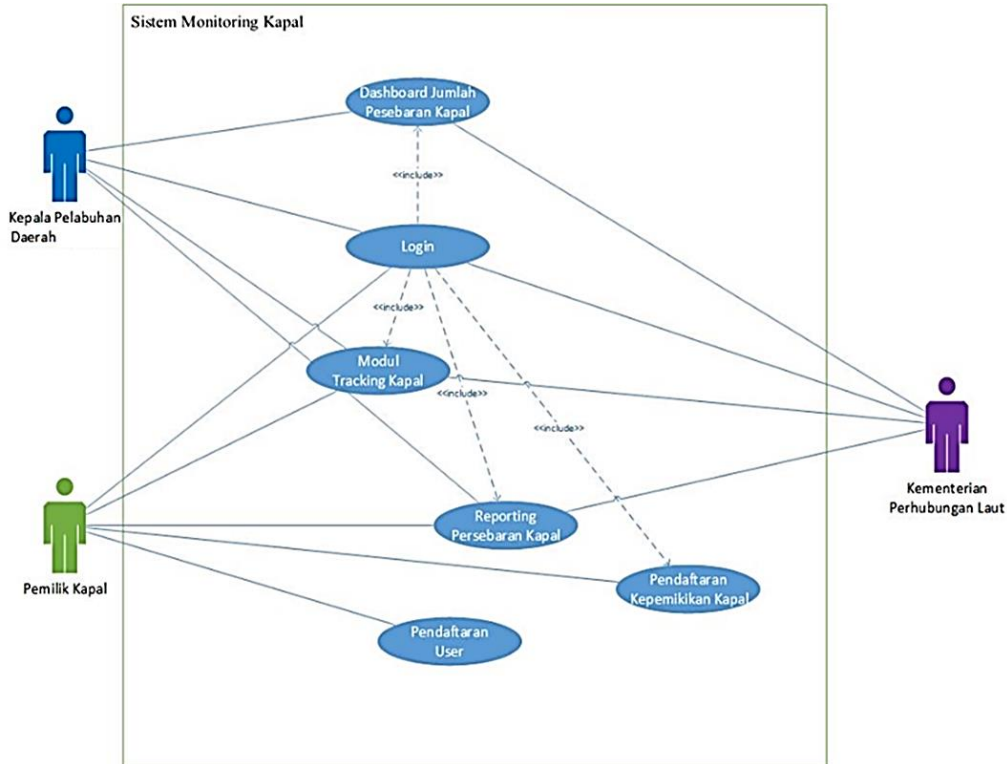 Sistem Monitoring Kapal
Dashboard Jumlah
Pesebaran Kapal
<<include>>
Kepala Pelabuhan
Daerah
Login
<<include>>
Modul
Tracking Kapal
<<include>>
<<include>>
Kementerian
Perhubungan Laut
Reporting
Persebaran Kapal
Pemilik Kapal
Pendaftaran
Kepemikikan Kapal
Pendaftaran
User